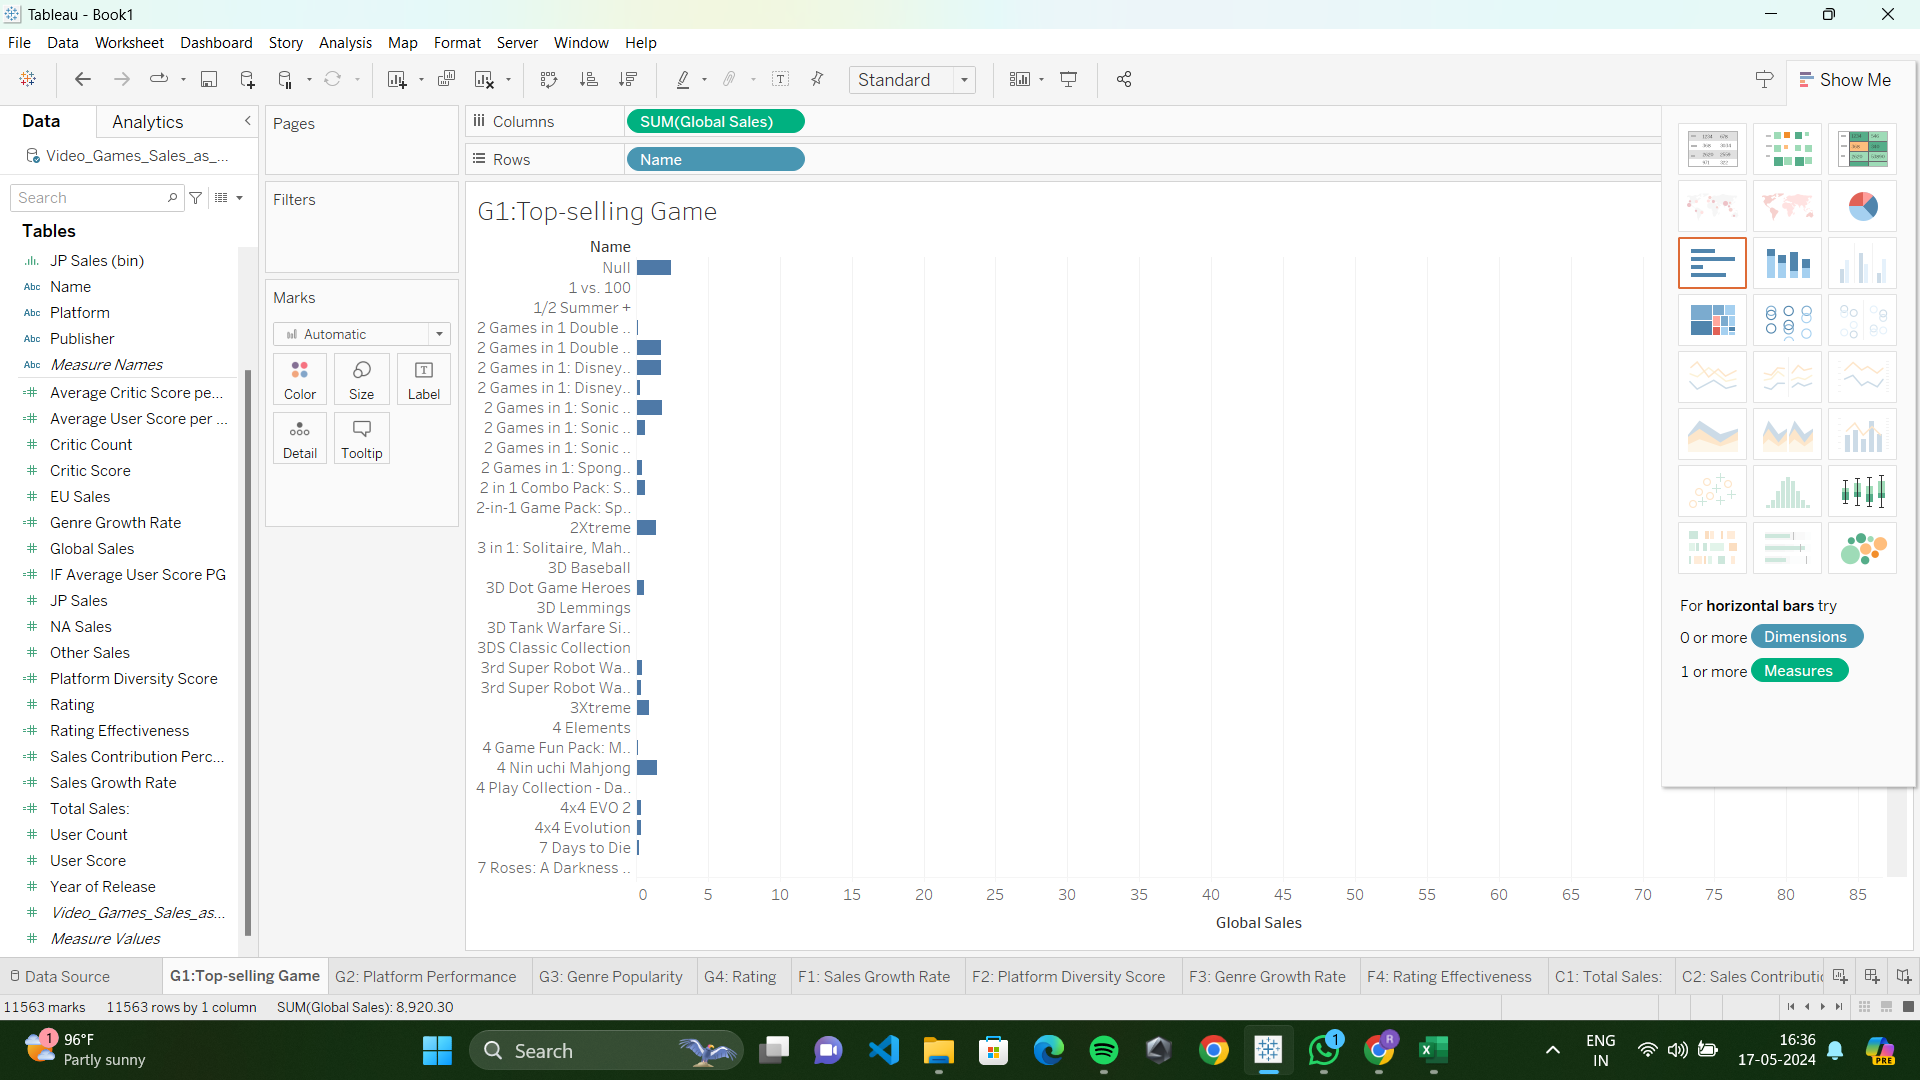 Tableau - Book1
File Data Worksheet Dashboard Story Analysis Map Format Server Window Help
Standard
Show Me
Data Analytics
Video_Games_Sales_as_...
Search
Tables
JP Sales (bin)
Abc Name
Abc Platform
Abc Publisher
Abc Measure Names
Average Critic Score pe...
Average User Score per ...
Critic Count
Critic Score
EU Sales
Genre Growth Rate
Global Sales
IF Average User Score PG
JP Sales
NA Sales
Other Sales
Platform Diversity Score
Rating
Rating Effectiveness
Sales Contribution Perc...
Sales Growth Rate
Total Sales:
User Count
User Score
Year of Release
Video_Games_Sales_as...
Measure Values
Pages
Filters
Marks
Automatic
Color Size Label
Detail Tooltip
Columns SUM(Global Sales)
Rows Name
G1:Top-selling Game
Name
Null
1 vs. 100
1/2 Summer +
2 Games in 1 Double ..
2 Games in 1 Double ..
2 Games in 1: Disney..
2 Games in 1: Disney..
2 Games in 1: Sonic ..
2 Games in 1: Sonic ..
2 Games in 1: Sonic ..
2 Games in 1: Spong..
2 in 1 Combo Pack: S..
2-in-1 Game Pack: Sp..
2Xtreme
3 in 1: Solitaire, Mah..
3D Baseball
3D Dot Game Heroes
3D Lemmings
3D Tank Warfare Si..
3DS Classic Collection
3rd Super Robot Wa..
3rd Super Robot Wa..
3Xtreme
4 Elements
4 Game Fun Pack: M..
4 Nin uchi Mahjong
4 Play Collection - Da..
4x4 EVO 2
4x4 Evolution
7 Days to Die
7 Roses: A Darkness ..
0 5 10 15 20 25 30 35 40 45 50 55 60 65 70 75 80 85
Global Sales
For horizontal bars try
0 or more Dimensions
1 or more Measures
Data Source G1:Top-selling Game G2: Platform Performance G3: Genre Popularity G4: Rating F1: Sales Growth Rate F2: Platform Diversity Score F3: Genre Growth Rate F4: Rating Effectiveness C1: Total Sales: C2: Sales Contributi
11563 marks 11563 rows by 1 column SUM(Global Sales): 8,920.30
1 96°F
Partly sunny
Search
1
R
ENG
IN
16:36
17-05-2024
PRE